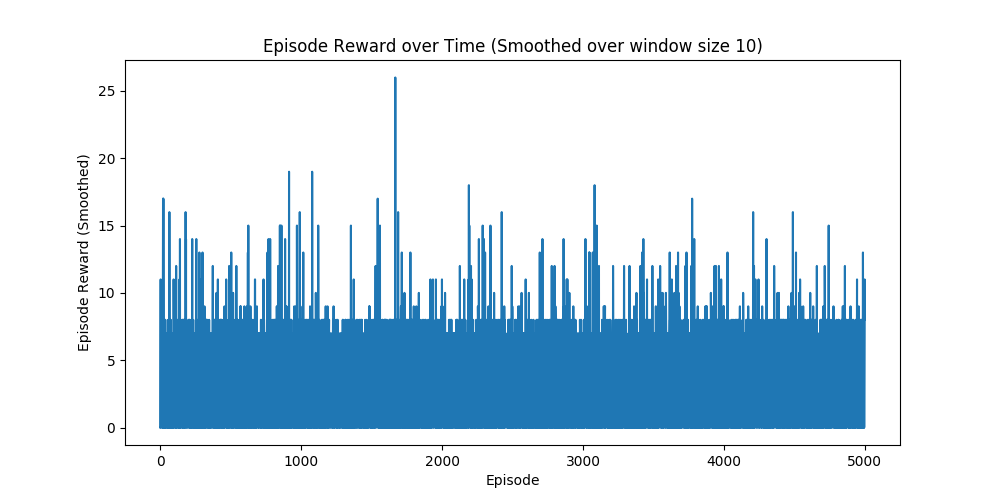 Episode Reward over Time (Smoothed over window size 10)
Episode Reward (Smoothed)
25
20
15
10
5
0
0 1000 2000 3000 4000 5000
Episode